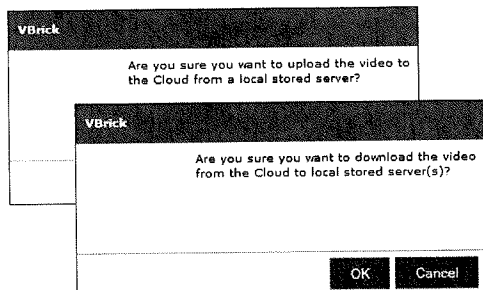 VBrick
Are you sure you want to upload the video to
the Cloud from a local stored server?
VBrick
Are you sure you want to download the video
from the Cloud to local stored server(s)?
OK Cancel